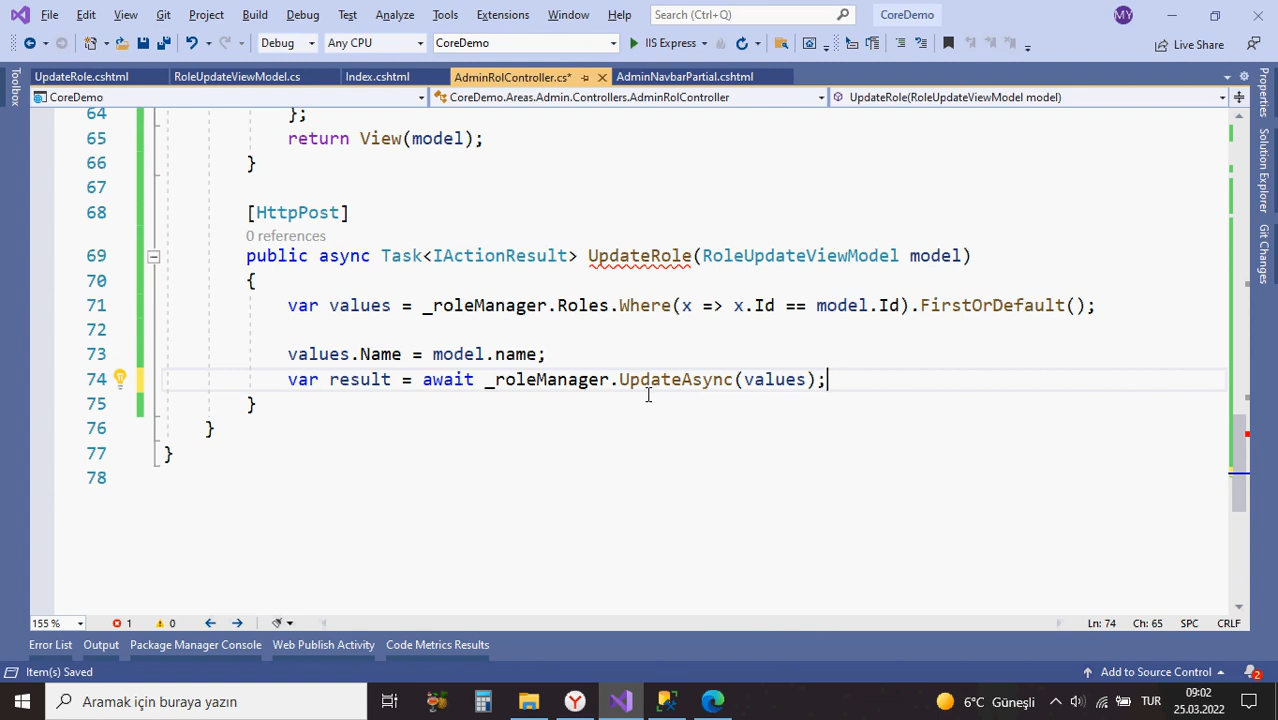 File Edit View Git Project Build Debug Test Analyze Tools Extensions Window Help Search (Ctrl+Q) CoreDemo MY
Debug Any CPU CoreDemo IIS Express Live Share
UpdateRole.cshtml RoleUpdateViewModel.cs Index.cshtml AdminRolController.cs* AdminNavbarPartial.cshtml
CoreDemo CoreDemo.Areas.Admin.Controllers.AdminRolController UpdateRole(RoleUpdateViewModel model)
Toolbox
Properties
Solution Explorer
Git Changes
64 };
65 return View(model);
66 }
67
68 [HttpPost]
0 references
69 public async Task<IActionResult> UpdateRole(RoleUpdateViewModel model)
70 {
71 var values = _roleManager.Roles.Where(x => x.Id == model.Id).FirstOrDefault();
72
73 values.Name = model.name;
74 var result = await _roleManager.UpdateAsync(values);
75 }
76 }
77 }
78
155 % 1 0 Ln: 74 Ch: 65 SPC CRLF
Error List Output Package Manager Console Web Publish Activity Code Metrics Results
Item(s) Saved Add to Source Control 2
Aramak için buraya yazın 6°C Güneşli TUR 09:02
25.03.2022